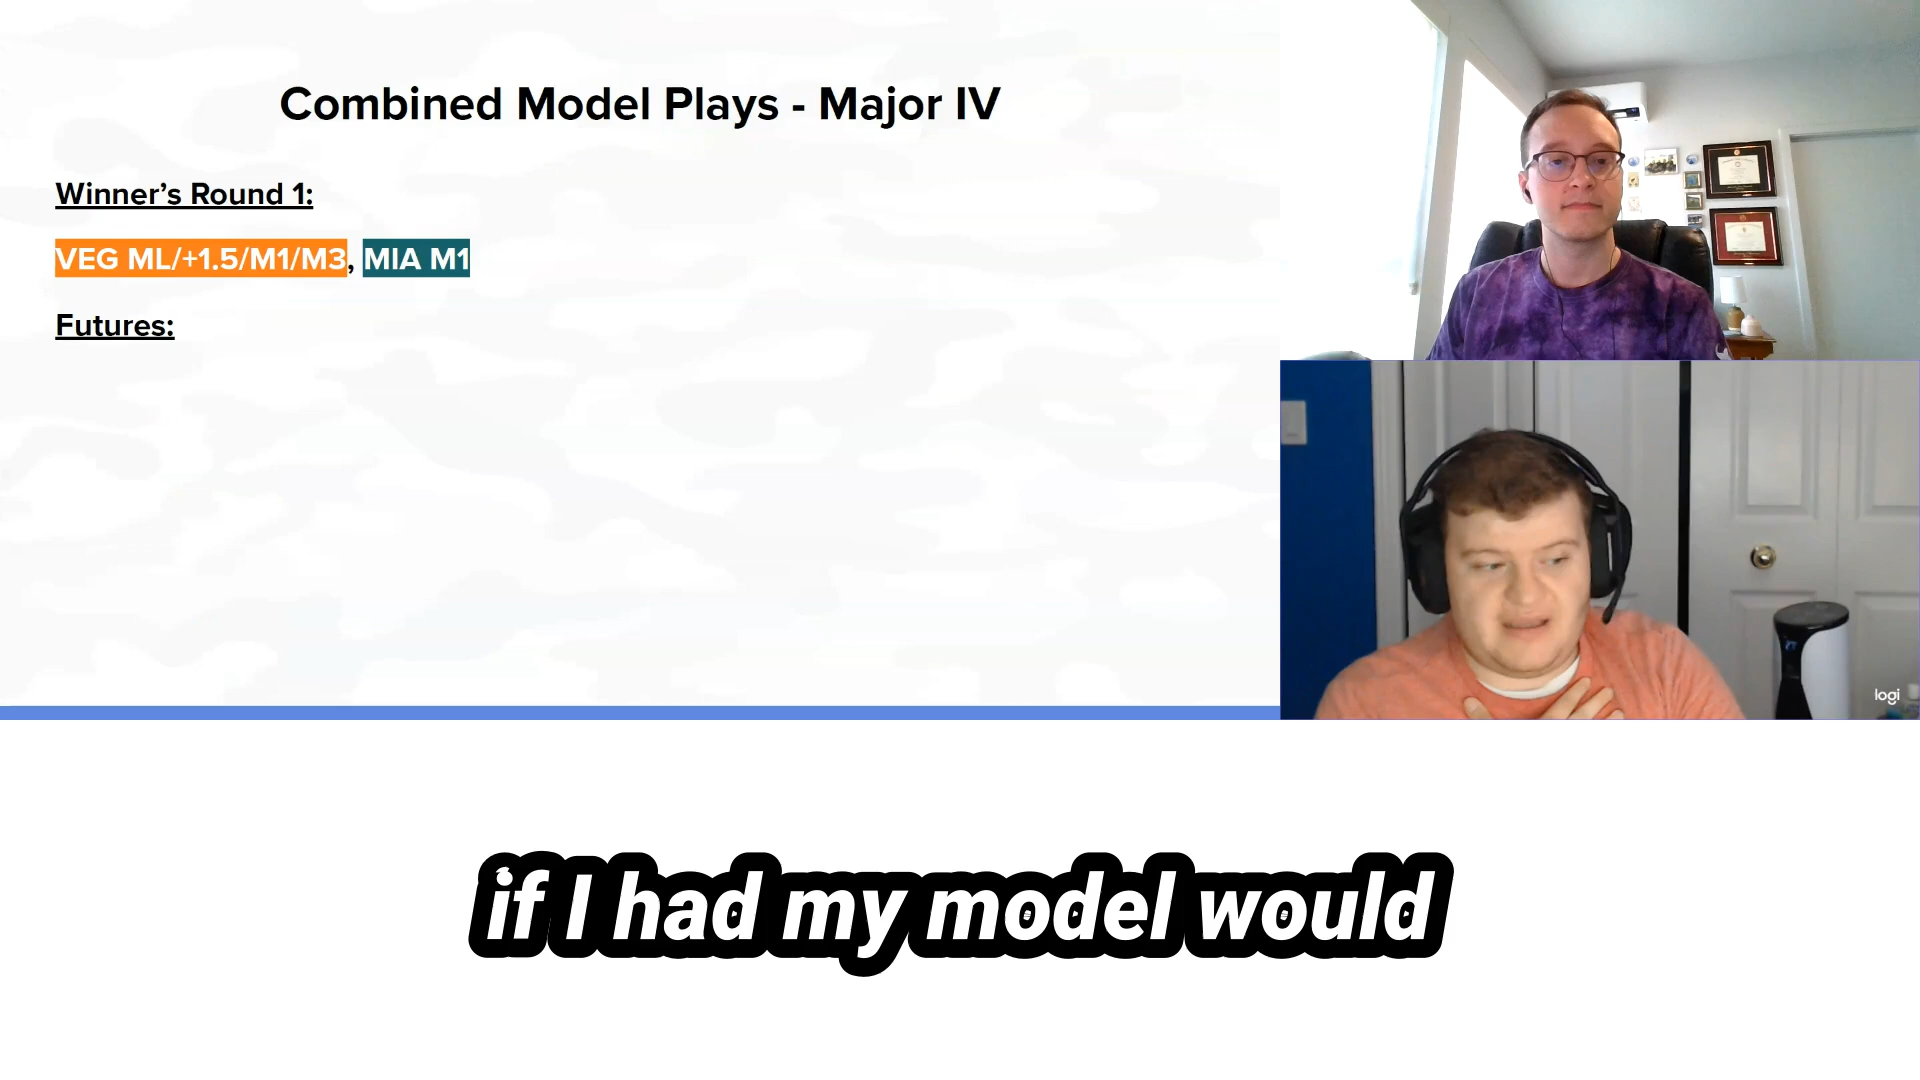 Combined Model Plays - Major IV
Winner's Round 1:
VEG ML/+1.5/M1/M3, MIA M1
Futures:
logi
if I had my model would